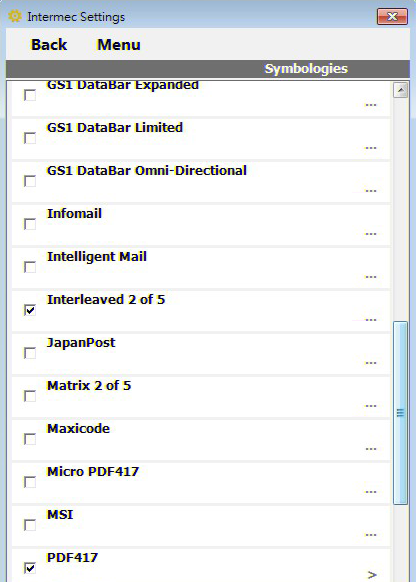 Intermec Settings
Back Menu
Symbologies
GS1 DataBar Expanded
...
GS1 DataBar Limited
...
GS1 DataBar Omni-Directional
...
Infomail
...
Intelligent Mail
...
Interleaved 2 of 5
...
JapanPost
...
Matrix 2 of 5
...
Maxicode
...
Micro PDF417
...
MSI
...
PDF417
>